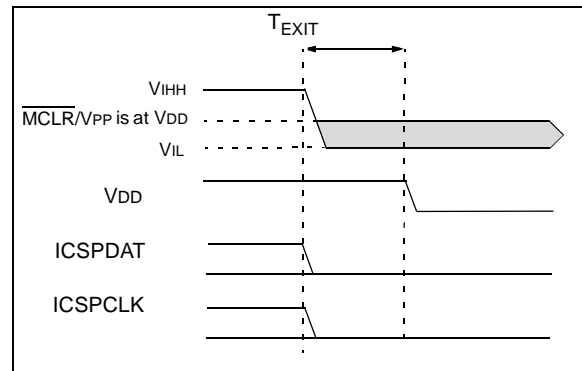 TEXIT
VIHH
MCLR/VPP is at VDD
VIL
VDD
ICSPDAT
ICSPCLK